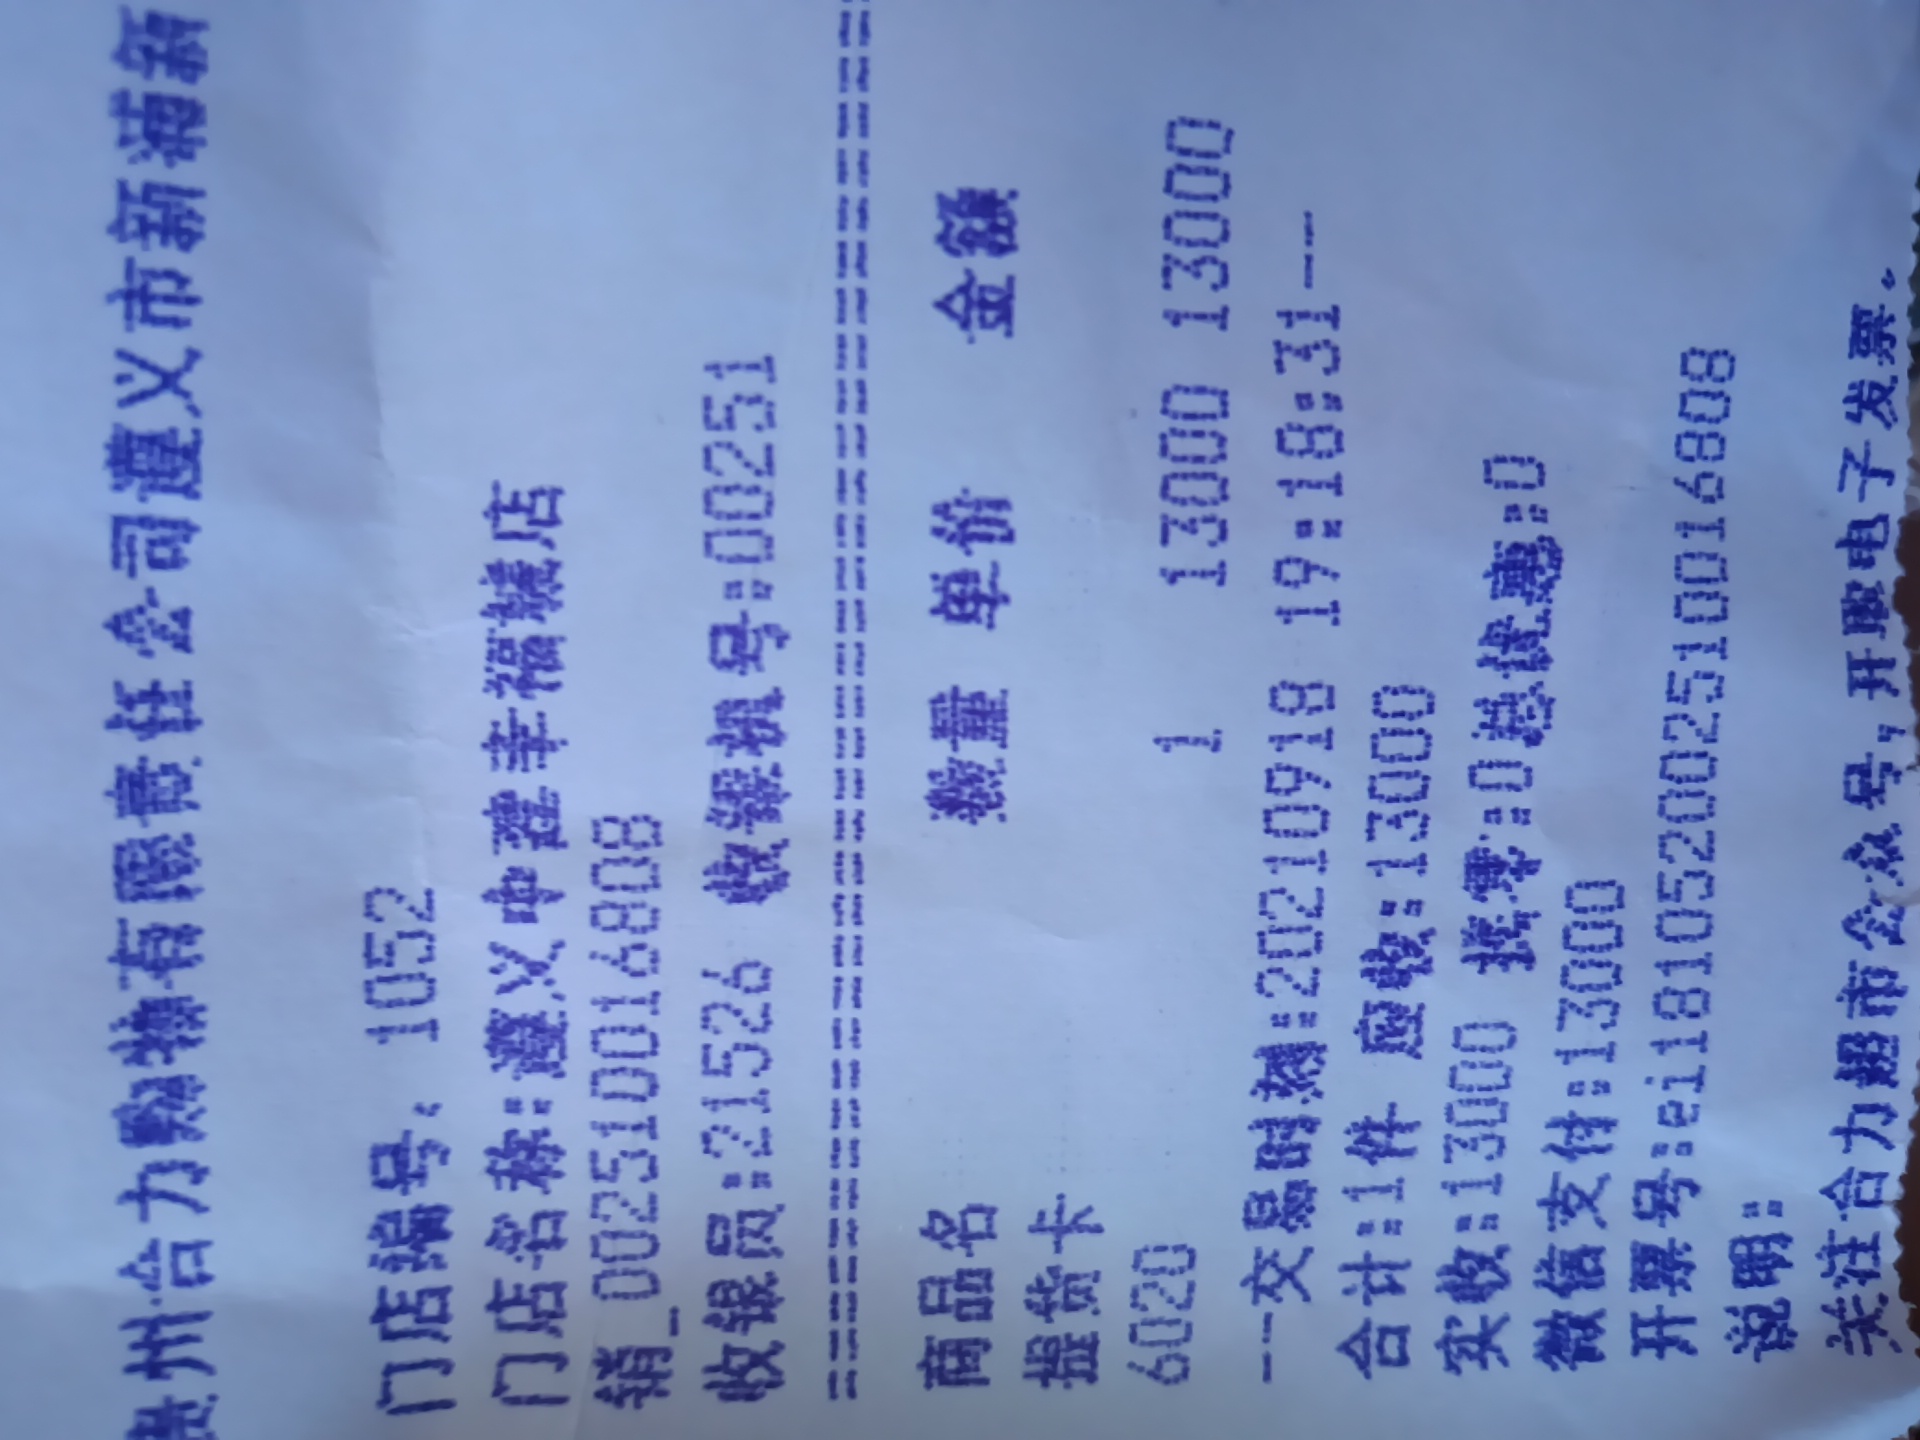 贵州合力购物有限责任公司遵义市新蒲新
门店编号: 1052
门店名称:遵义中建幸福城店
销_002510016808
收银员:21526 收银机号:00251
商品名 数量 单价 金额
提货卡
6020 1 13000 13000
--交易时间:20210918 19:18:31--
合计:1件 应收:13000
实收:13000 找零:0总优惠:0
微信支付:13000
开票号:ei181052002510016808
说明:
关注合力超市公众号,开取电子发票。